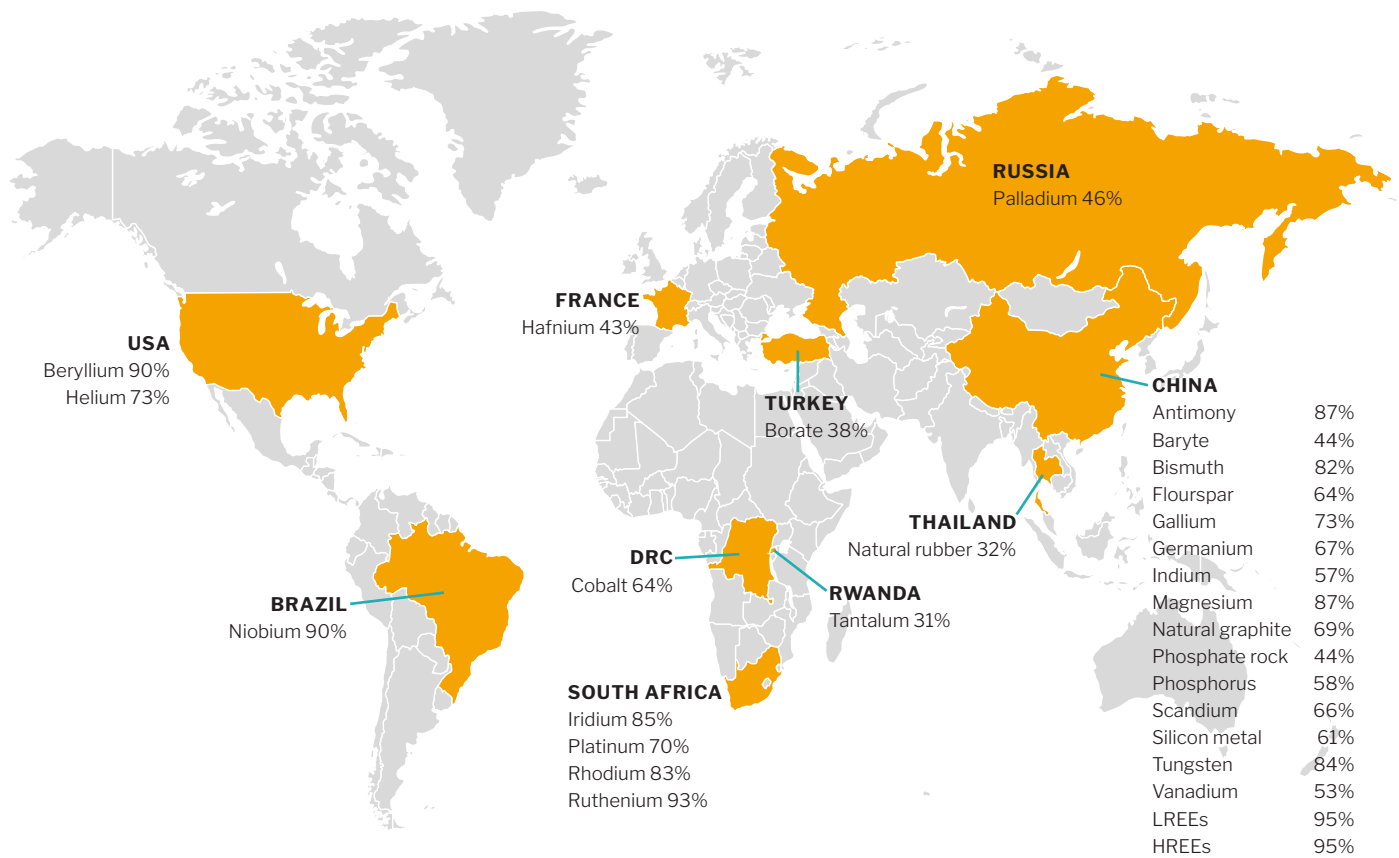 RUSSIA
Palladium 46%
FRANCE
Hafnium 43%
USA
Beryllium 90%
Helium 73%
TURKEY
Borate 38%
CHINA
Antimony 87%
Baryte 44%
Bismuth 82%
Flourspar 64%
Gallium 73%
Germanium 67%
Indium 57%
Magnesium 87%
Natural graphite 69%
Phosphate rock 44%
Phosphorus 58%
Scandium 66%
Silicon metal 61%
Tungsten 84%
Vanadium 53%
LREEs 95%
HREEs 95%
THAILAND
Natural rubber 32%
DRC
Cobalt 64%
RWANDA
Tantalum 31%
BRAZIL
Niobium 90%
SOUTH AFRICA
Iridium 85%
Platinum 70%
Rhodium 83%
Ruthenium 93%